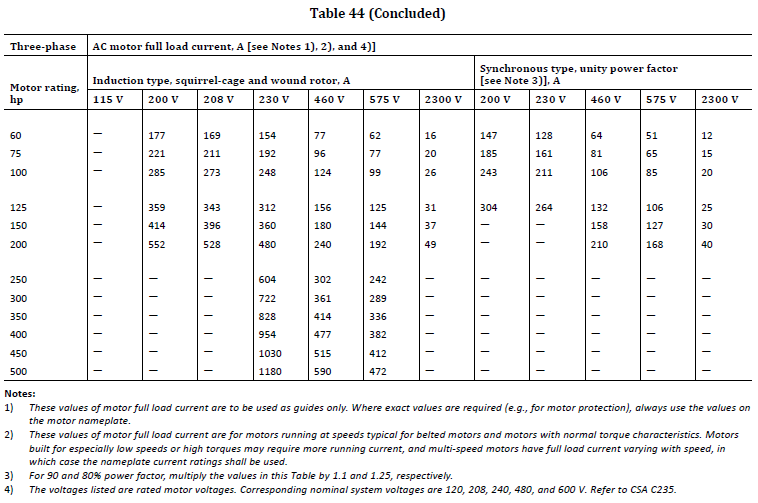 Table 44 (Concluded)
Three-phase AC motor full load current, A [see Notes 1), 2), and 4)]
Motor rating, hp Induction type, squirrel-cage and wound rotor, A Synchronous type, unity power factor [see Note 3)], A
115 V 200 V 208 V 230 V 460 V 575 V 2300 V 200 V 230 V 460 V 575 V 2300 V
60 — 177 169 154 77 62 16 147 128 64 51 12
75 — 221 211 192 96 77 20 185 161 81 65 15
100 — 285 273 248 124 99 26 243 211 106 85 20
125 — 359 343 312 156 125 31 304 264 132 106 25
150 — 414 396 360 180 144 37 — — 158 127 30
200 — 552 528 480 240 192 49 — — 210 168 40
250 — — — 604 302 242 — — — — — —
300 — — — 722 361 289 — — — — — —
350 — — — 828 414 336 — — — — — —
400 — — — 954 477 382 — — — — — —
450 — — — 1030 515 412 — — — — — —
500 — — — 1180 590 472 — — — — — —
Notes:
1) These values of motor full load current are to be used as guides only. Where exact values are required (e.g., for motor protection), always use the values on
the motor nameplate.
2) These values of motor full load current are for motors running at speeds typical for belted motors and motors with normal torque characteristics. Motors
built for especially low speeds or high torques may require more running current, and multi-speed motors have full load current varying with speed, in
which case the nameplate current ratings shall be used.
3) For 90 and 80% power factor, multiply the values in this Table by 1.1 and 1.25, respectively.
4) The voltages listed are rated motor voltages. Corresponding nominal system voltages are 120, 208, 240, 480, and 600 V. Refer to CSA C235.